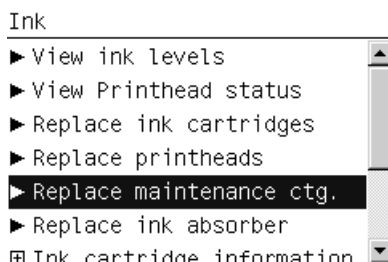 Ink
View ink levels
View Printhead status
Replace ink cartridges
Replace printheads
Replace maintenance ctg.
Replace ink absorber
Ink cartridge information